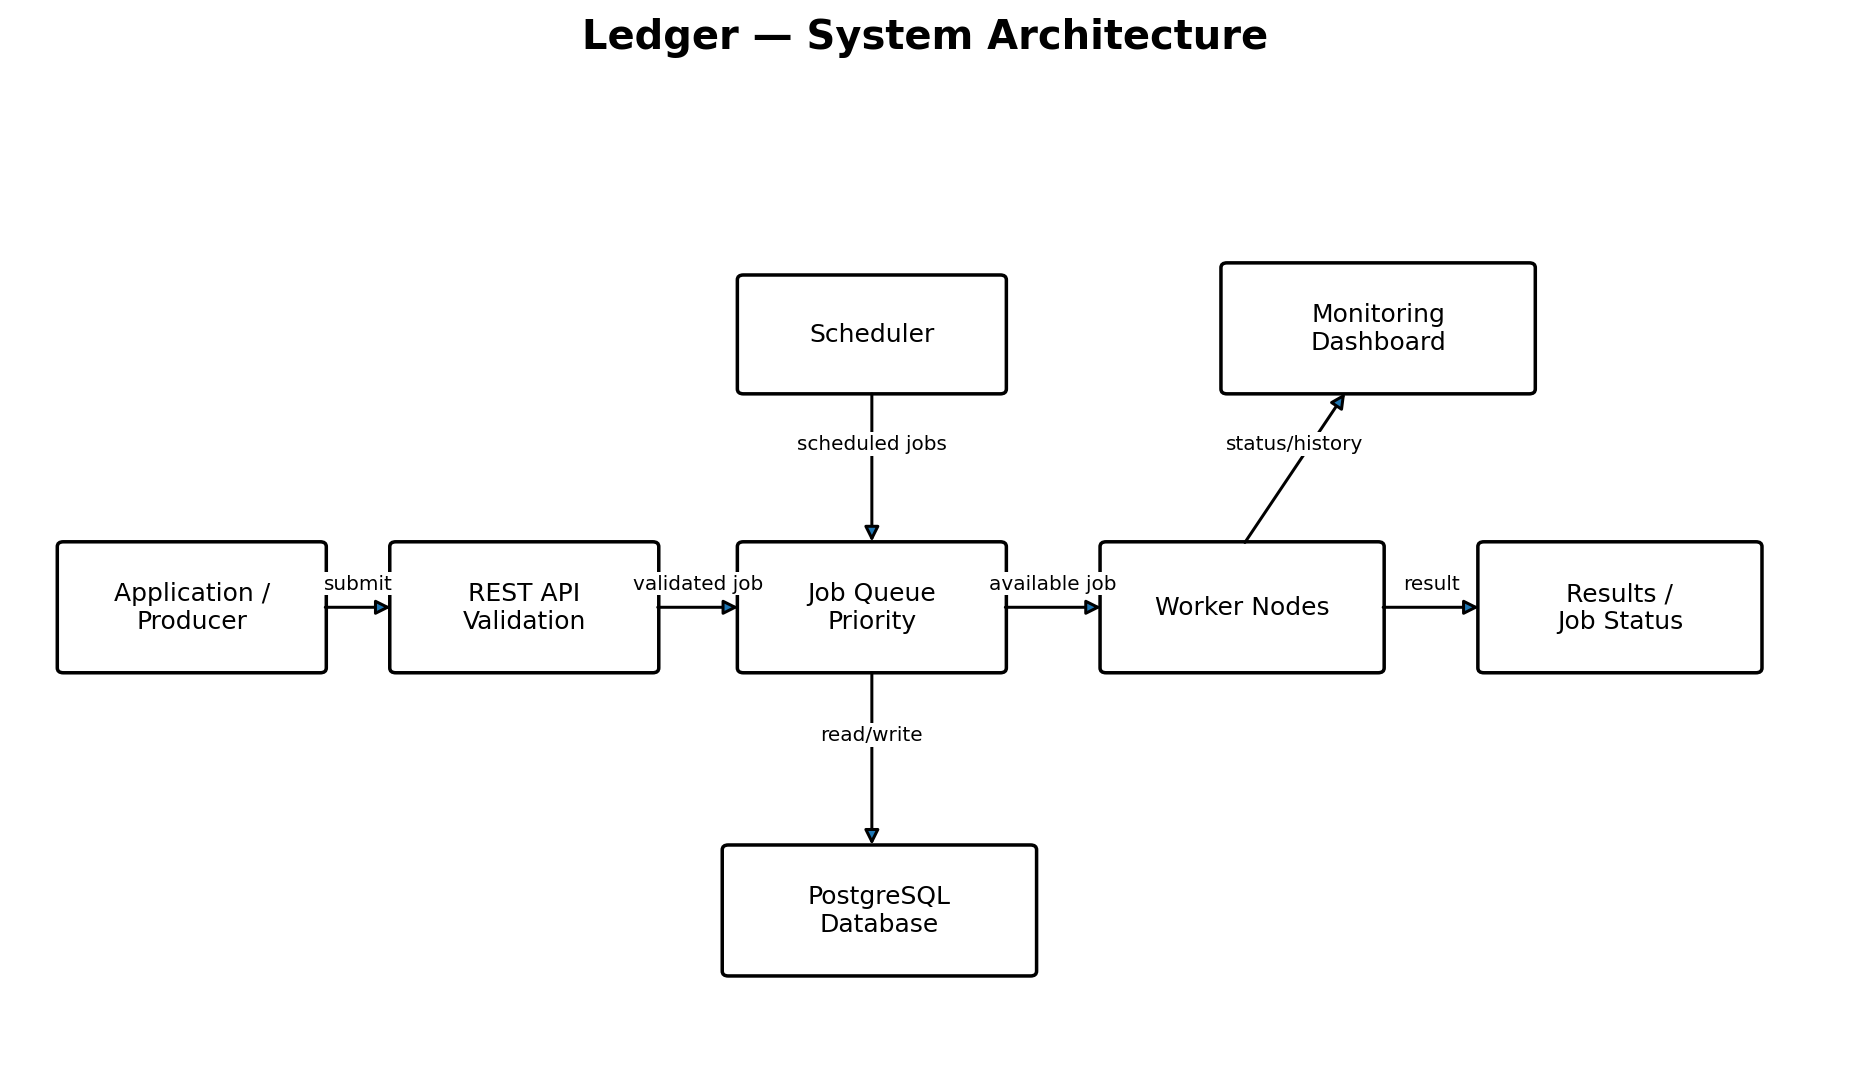 Ledger — System Architecture
Scheduler
Monitoring
Dashboard
scheduled jobs
status/history
Application /
Producer
submit
REST API
Validation
validated job
Job Queue
Priority
available job
Worker Nodes
result
Results /
Job Status
read/write
PostgreSQL
Database